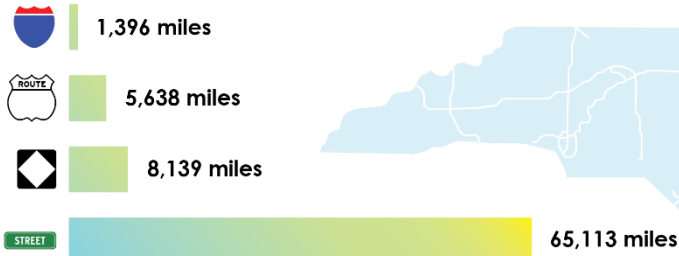 1,396 miles
ROUTE
5,638 miles
8,139 miles
STREET
65,113 miles